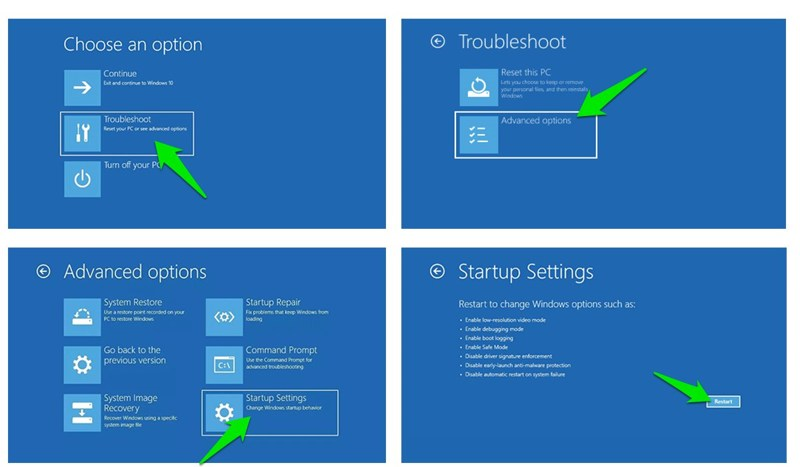 Choose an option
Continue
Exit and continue to Windows 10
Troubleshoot
Reset your PC or see advanced options
Turn off your PC
Troubleshoot
Reset this PC
Lets you choose to keep or remove
your personal files, and then reinstalls
Windows.
Advanced options
Advanced options
System Restore
Use a restore point recorded on your
PC to restore Windows
Go back to the
previous version
System Image
Recovery
Recover Windows using a specific
system image file
Startup Repair
Fix problems that keep Windows from
loading
Command Prompt
Use the Command Prompt for
advanced troubleshooting
C:\
Startup Settings
Change Windows startup behavior
Startup Settings
Restart to change Windows options such as:
• Enable low-resolution video mode
• Enable debugging mode
• Enable boot logging
• Enable Safe Mode
• Disable driver signature enforcement
• Disable early-launch anti-malware protection
• Disable automatic restart on system failure
Restart